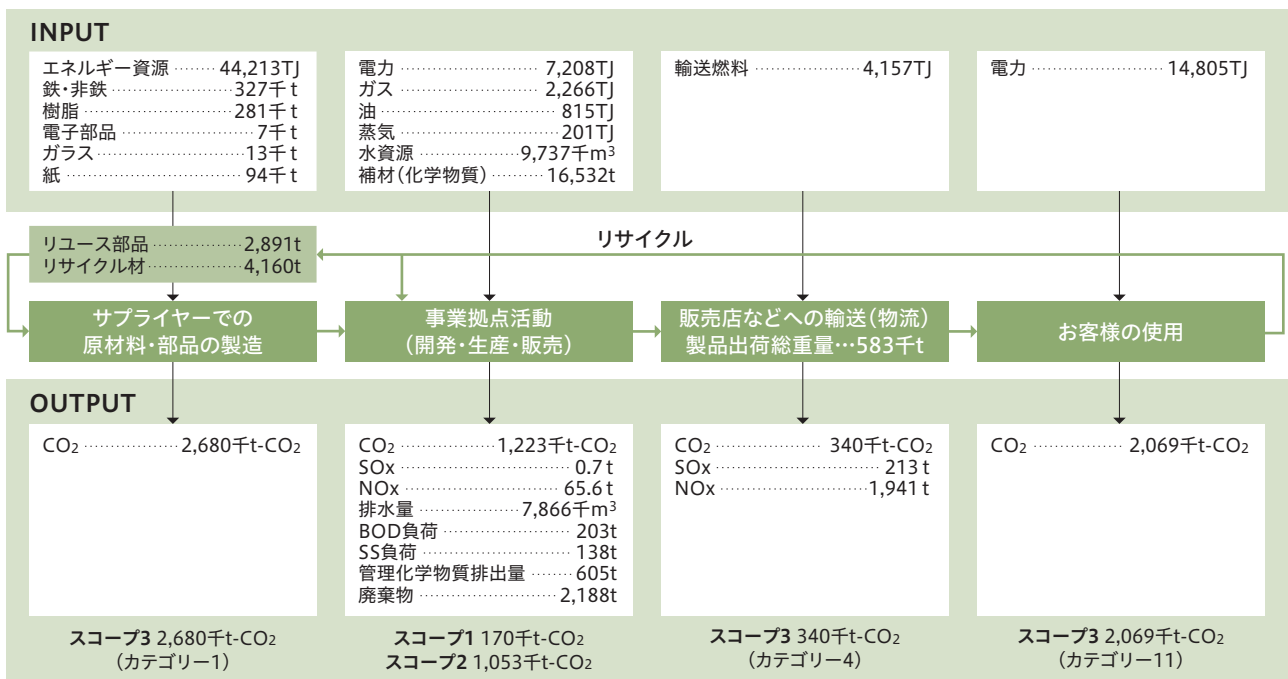 INPUT
エネルギー資源 ……… 44,213TJ
鉄・非鉄 ……… 327千t
樹脂 ……… 281千t
電子部品 ……… 7千t
ガラス ……… 13千t
紙 ……… 94千t
電力 ……… 7,208TJ
ガス ……… 2,266TJ
油 ……… 815TJ
蒸気 ……… 201TJ
水資源 ……… 9,737千m³
補材(化学物質) ……… 16,532t
輸送燃料 ……… 4,157TJ
電力 ……… 14,805TJ
リユース部品 ……… 2,891t
リサイクル材 ……… 4,160t
リサイクル
サプライヤーでの
原材料・部品の製造
事業拠点活動
(開発・生産・販売)
販売店などへの輸送(物流)
製品出荷総重量…583千t
お客様の使用
OUTPUT
CO₂ ……… 2,680千t-CO₂
CO₂ ……… 1,223千t-CO₂
SOx ……… 0.7t
NOx ……… 65.6t
排水量 ……… 7,866千m³
BOD負荷 ……… 203t
SS負荷 ……… 138t
管理化学物質排出量 ……… 605t
廃棄物 ……… 2,188t
CO₂ ……… 340千t-CO₂
SOx ……… 213t
NOx ……… 1,941t
CO₂ ……… 2,069千t-CO₂
スコープ3 2,680千t-CO₂
(カテゴリー1)
スコープ1 170千t-CO₂
スコープ2 1,053千t-CO₂
スコープ3 340千t-CO₂
(カテゴリー4)
スコープ3 2,069千t-CO₂
(カテゴリー11)